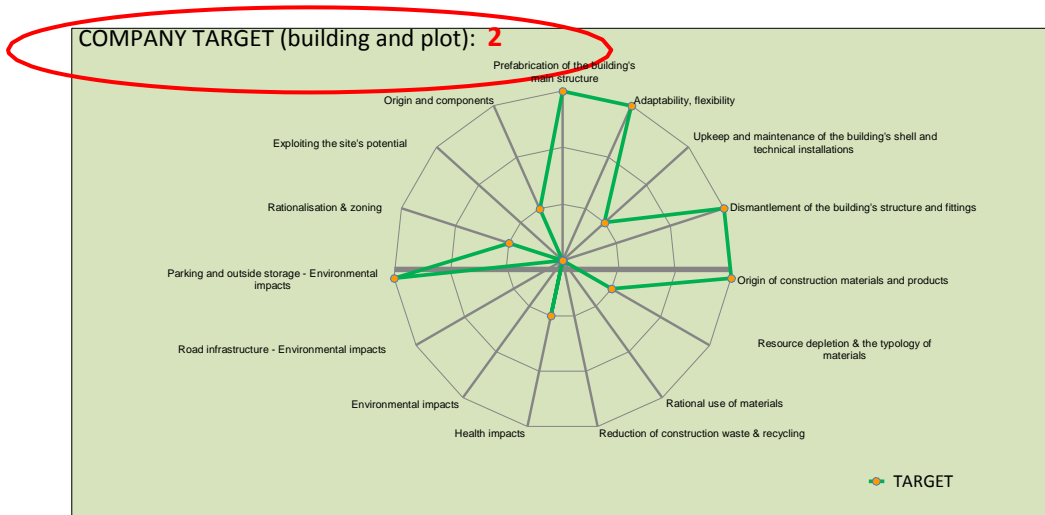 COMPANY TARGET (building and plot): 2
Prefabrication of the building's
main structure
Origin and components
Adaptability, flexibility
Exploiting the site's potential
Upkeep and maintenance of the building's shell and
technical installations
Rationalisation & zoning
Dismantlement of the building's structure and fittings
Parking and outside storage - Environmental
impacts
Origin of construction materials and products
Road infrastructure - Environmental impacts
Resource depletion & the typology of
materials
Environmental impacts
Rational use of materials
Health impacts
Reduction of construction waste & recycling
TARGET